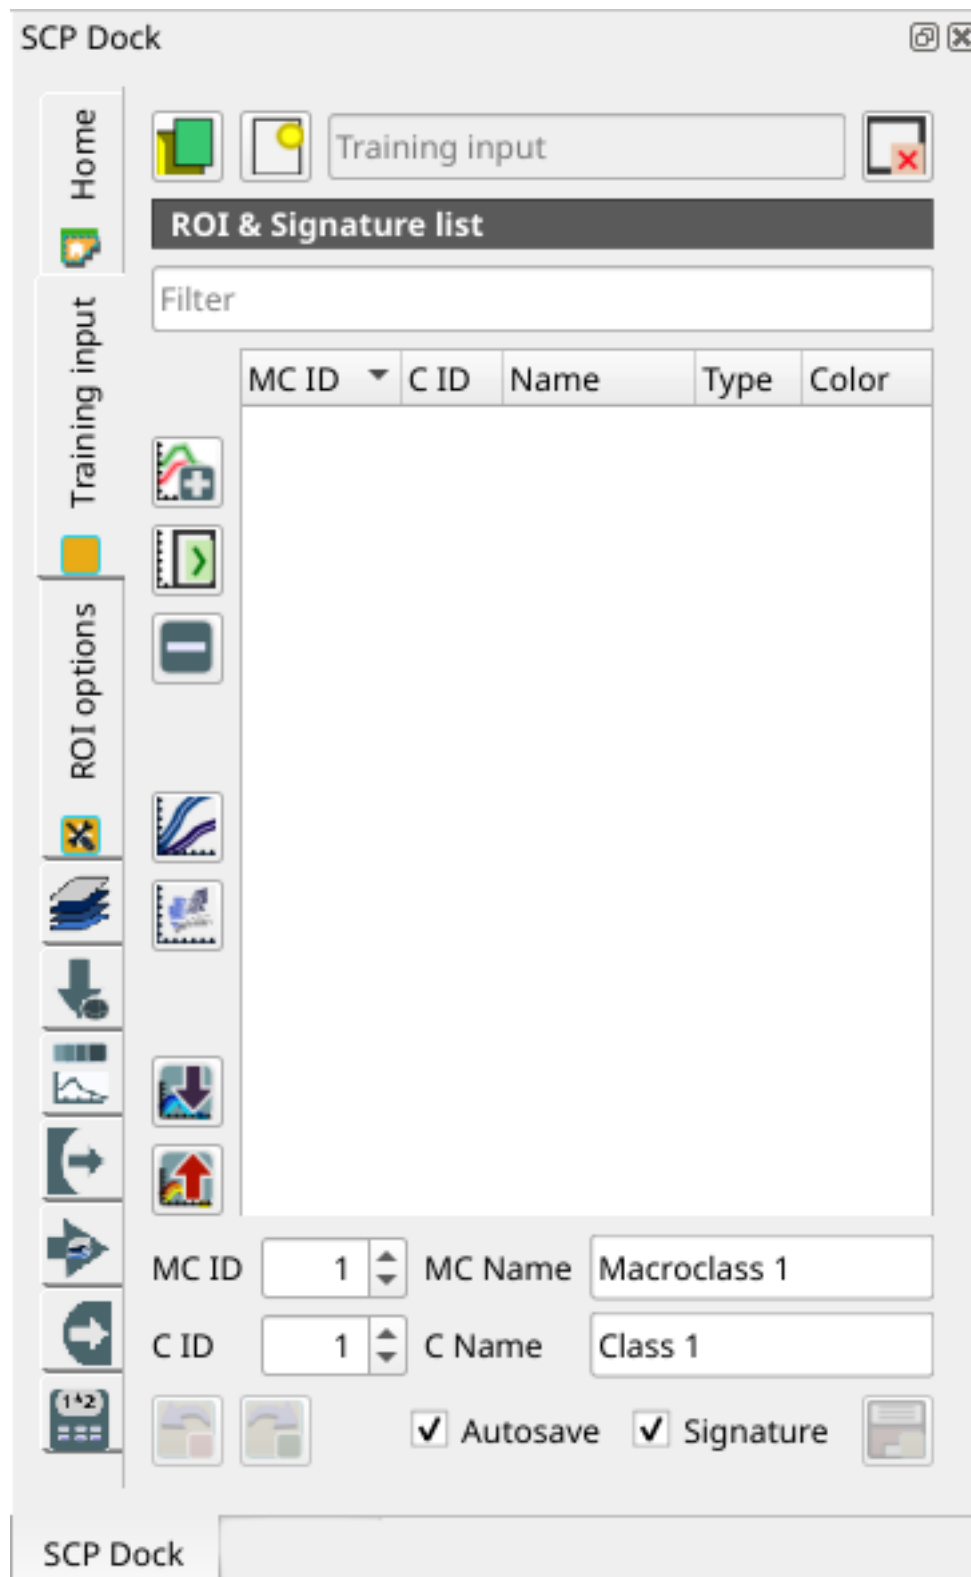 SCP Dock
Home
Training input
ROI options
Training input
ROI & Signature list
Filter
MC ID C ID Name Type Color
MC ID 1 MC Name Macroclass 1
C ID 1 C Name Class 1
Autosave Signature
SCP Dock